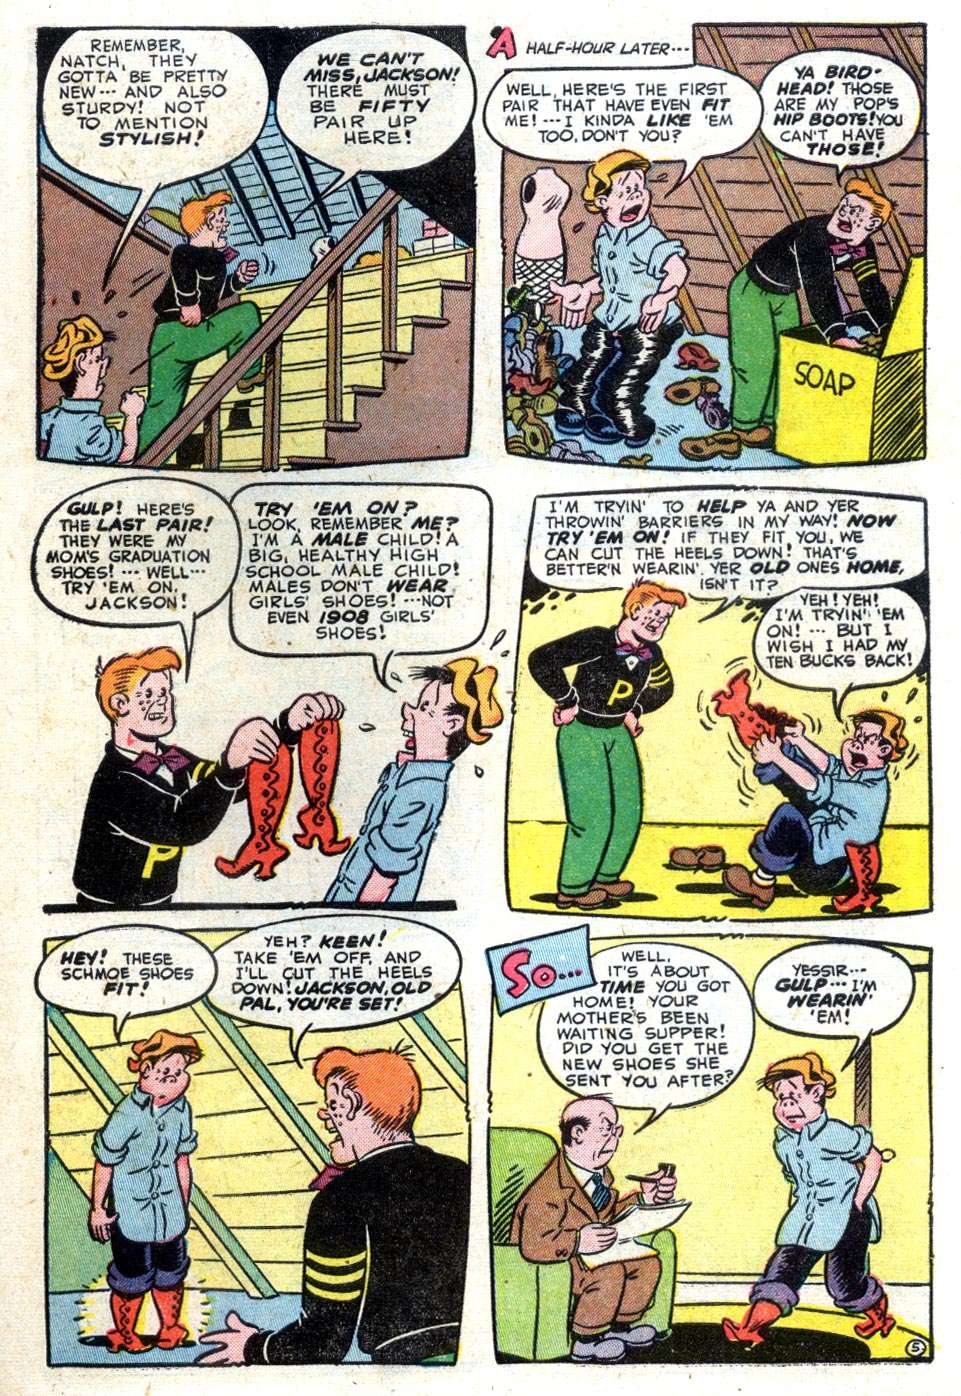 REMEMBER,
NATCH, THEY
GOTTA BE PRETTY
NEW--- AND ALSO
STURDY! NOT
TO MENTION
STYLISH!
WE CAN'T
MISS, JACKSON!
THERE MUST
BE FIFTY
PAIR UP
HERE!
A HALF-HOUR LATER---
WELL, HERE'S THE FIRST
PAIR THAT HAVE EVEN FIT
ME! --- I KINDA LIKE 'EM
TOO, DON'T YOU?
YA BIRD-
HEAD! THOSE
ARE MY POP'S
HIP BOOTS! YOU
CAN'T HAVE
THOSE!
SOAP
GULP! HERE'S
THE LAST PAIR!
THEY WERE MY
MOM'S GRADUATION
SHOES! --- WELL---
TRY 'EM ON,
JACKSON!
TRY 'EM ON?
LOOK, REMEMBER ME?
I'M A MALE CHILD! A
BIG, HEALTHY HIGH
SCHOOL MALE CHILD!
MALES DON'T WEAR
GIRLS' SHOES! ---NOT
EVEN 1908 GIRLS'
SHOES!
P
I'M TRYIN' TO HELP YA AND YER
THROWIN' BARRIERS IN MY WAY! NOW
TRY 'EM ON! IF THEY FIT YOU, WE
CAN CUT THE HEELS DOWN! THAT'S
BETTER'N WEARIN' YER OLD ONES HOME,
ISN'T IT?
YEH! YEH!
I'M TRYIN' 'EM
ON! --- BUT I
WISH I HAD MY
TEN BUCKS BACK!
P
HEY! THESE
SCHMOE SHOES
FIT!
YEH? KEEN!
TAKE 'EM OFF, AND
I'LL CUT THE HEELS
DOWN! JACKSON, OLD
PAL, YOU'RE SET!
SO...
WELL,
IT'S ABOUT
TIME YOU GOT
HOME! YOUR
MOTHER'S BEEN
WAITING SUPPER!
DID YOU GET THE
NEW SHOES SHE
SENT YOU AFTER?
YESSIR---
GULP---I'M
WEARIN'
'EM!
5